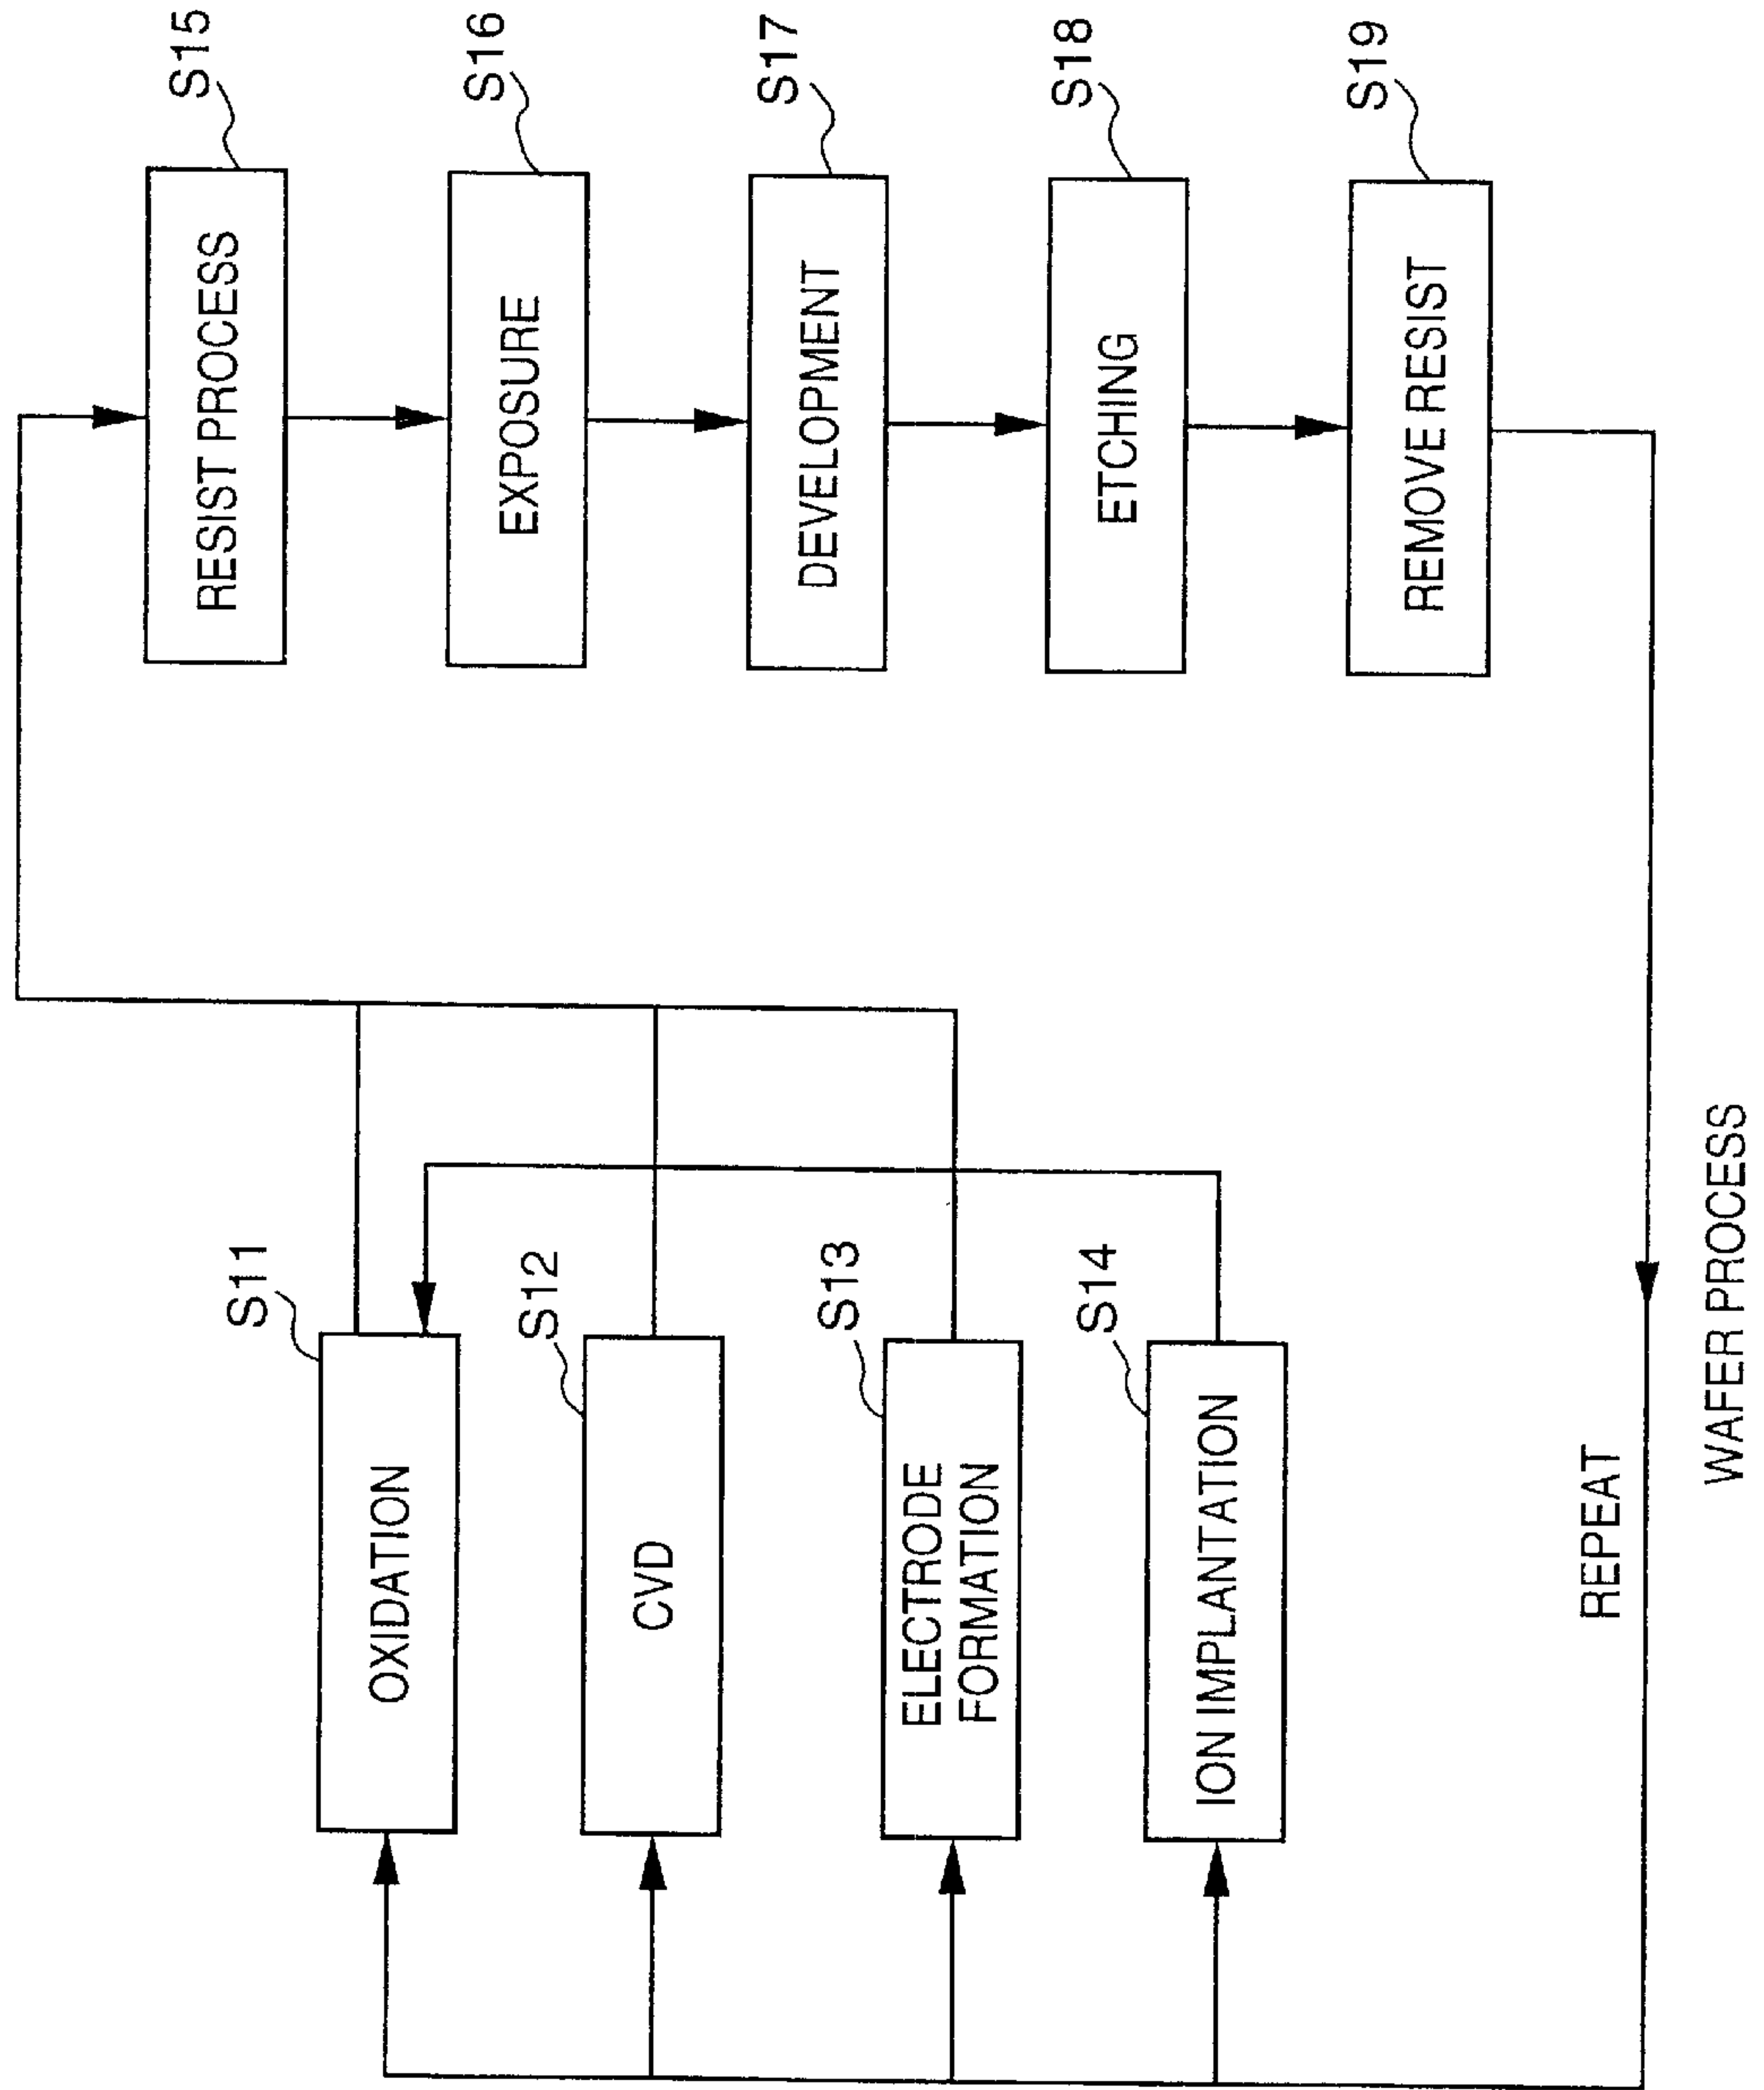 S11
OXIDATION
S12
CVD
S13
ELECTRODE
FORMATION
S14
ION IMPLANTATION
S15
RESIST PROCESS
S16
EXPOSURE
S17
DEVELOPMENT
S18
ETCHING
S19
REMOVE RESIST
REPEAT
WAFER PROCESS